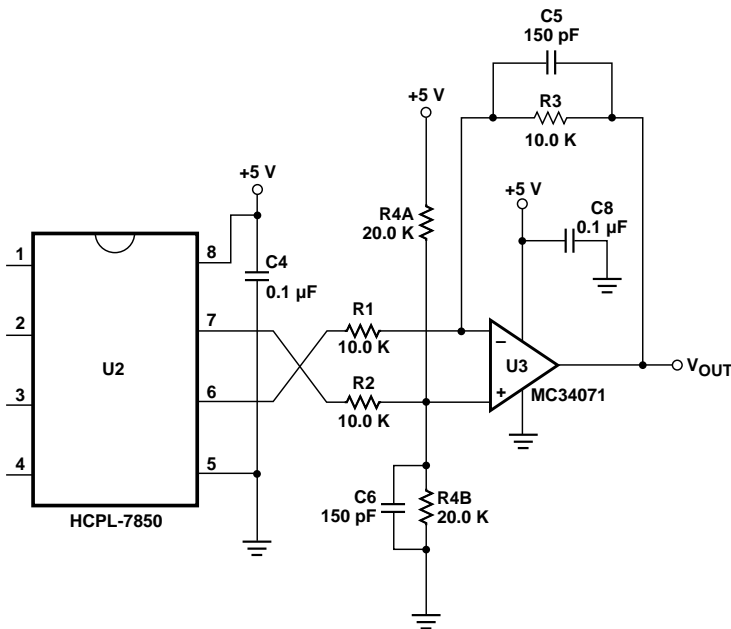 C5
150 pF
+5 V
R3
10.0 K
+5 V
+5 V
C8
0.1 µF
R4A
20.0 K
1
8
C4
0.1 µF
R1
10.0 K
2
7
–
U2
U3
R2
10.0 K
+
MC34071
VOUT
3
6
4
5
C6
150 pF
R4B
20.0 K
HCPL-7850